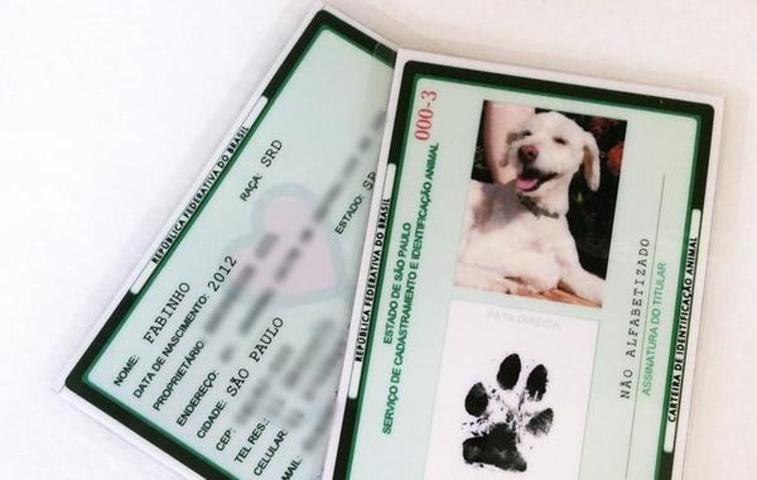 REPÚBLICA FEDERATIVA DO BRASIL
NOME: FABINHO
DATA DE NASCIMENTO: 2012
RAÇA: SRD
PROPRIETÁRIO
ENDEREÇO:
CIDADE: SÃO PAULO
ESTADO: SP
CEP:
TEL RES.:
CELULAR:
MAIL:
REPÚBLICA FEDERATIVA DO BRASIL
ESTADO DE SÃO PAULO
SERVIÇO DE CADASTRAMENTO E IDENTIFICAÇÃO ANIMAL
000-3
PATA DIREITA
NÃO ALFABETIZADO
ASSINATURA DO TITULAR
CARTEIRA DE IDENTIFICAÇÃO ANIMAL